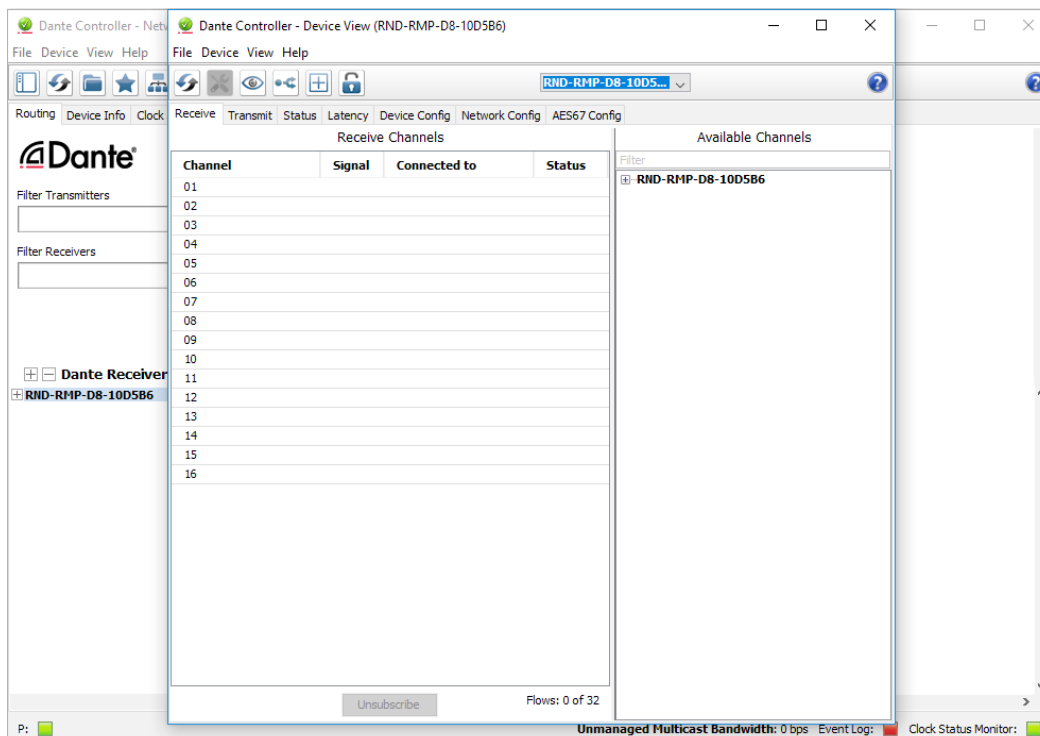 Dante Controller - Netw
File Device View Help
Routing Device Info Clock
Dante®
Filter Transmitters
Filter Receivers
Dante Receiver
RND-RMP-D8-10D5B6
P:
Dante Controller - Device View (RND-RMP-D8-10D5B6)
File Device View Help
RND-RMP-D8-10D5...
Receive Transmit Status Latency Device Config Network Config AES67 Config
Receive Channels
Channel Signal Connected to Status
01
02
03
04
05
06
07
08
09
10
11
12
13
14
15
16
Unsubscribe Flows: 0 of 32
Available Channels
Filter
RND-RMP-D8-10D5B6
Unmanaged Multicast Bandwidth: 0 bps Event Log: Clock Status Monitor: